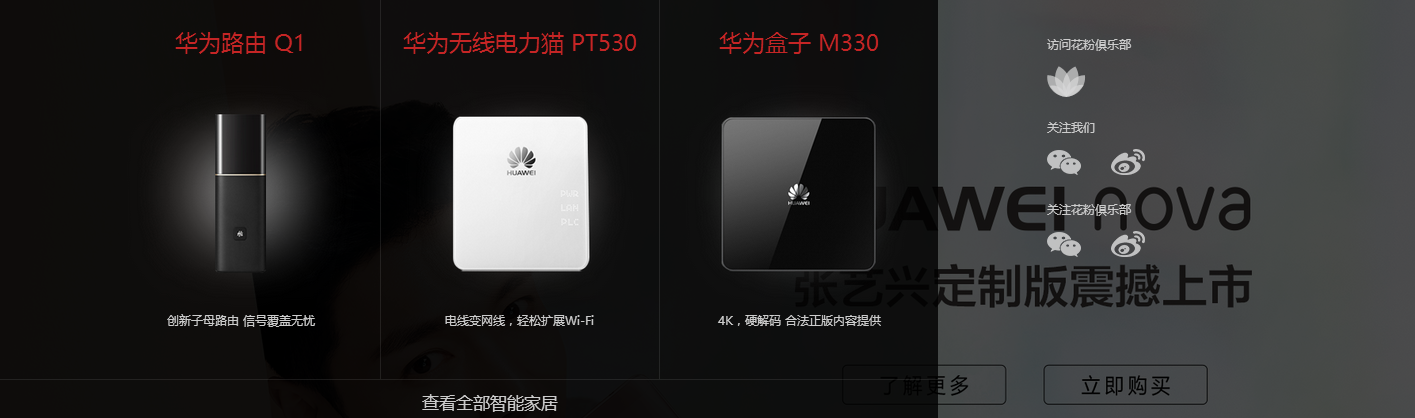 华为路由 Q1
华为无线电力猫 PT530
华为盒子 M330
HUAWEI
PWR
LAN
PLC
HUAWEI
创新子母路由 信号覆盖无忧
电线变网线，轻松扩展Wi-Fi
4K，硬解码 合法正版内容提供
查看全部智能家居
访问花粉俱乐部
关注我们
关注花粉俱乐部
HUAWEI nova
张艺兴定制版震撼上市
了解更多
立即购买